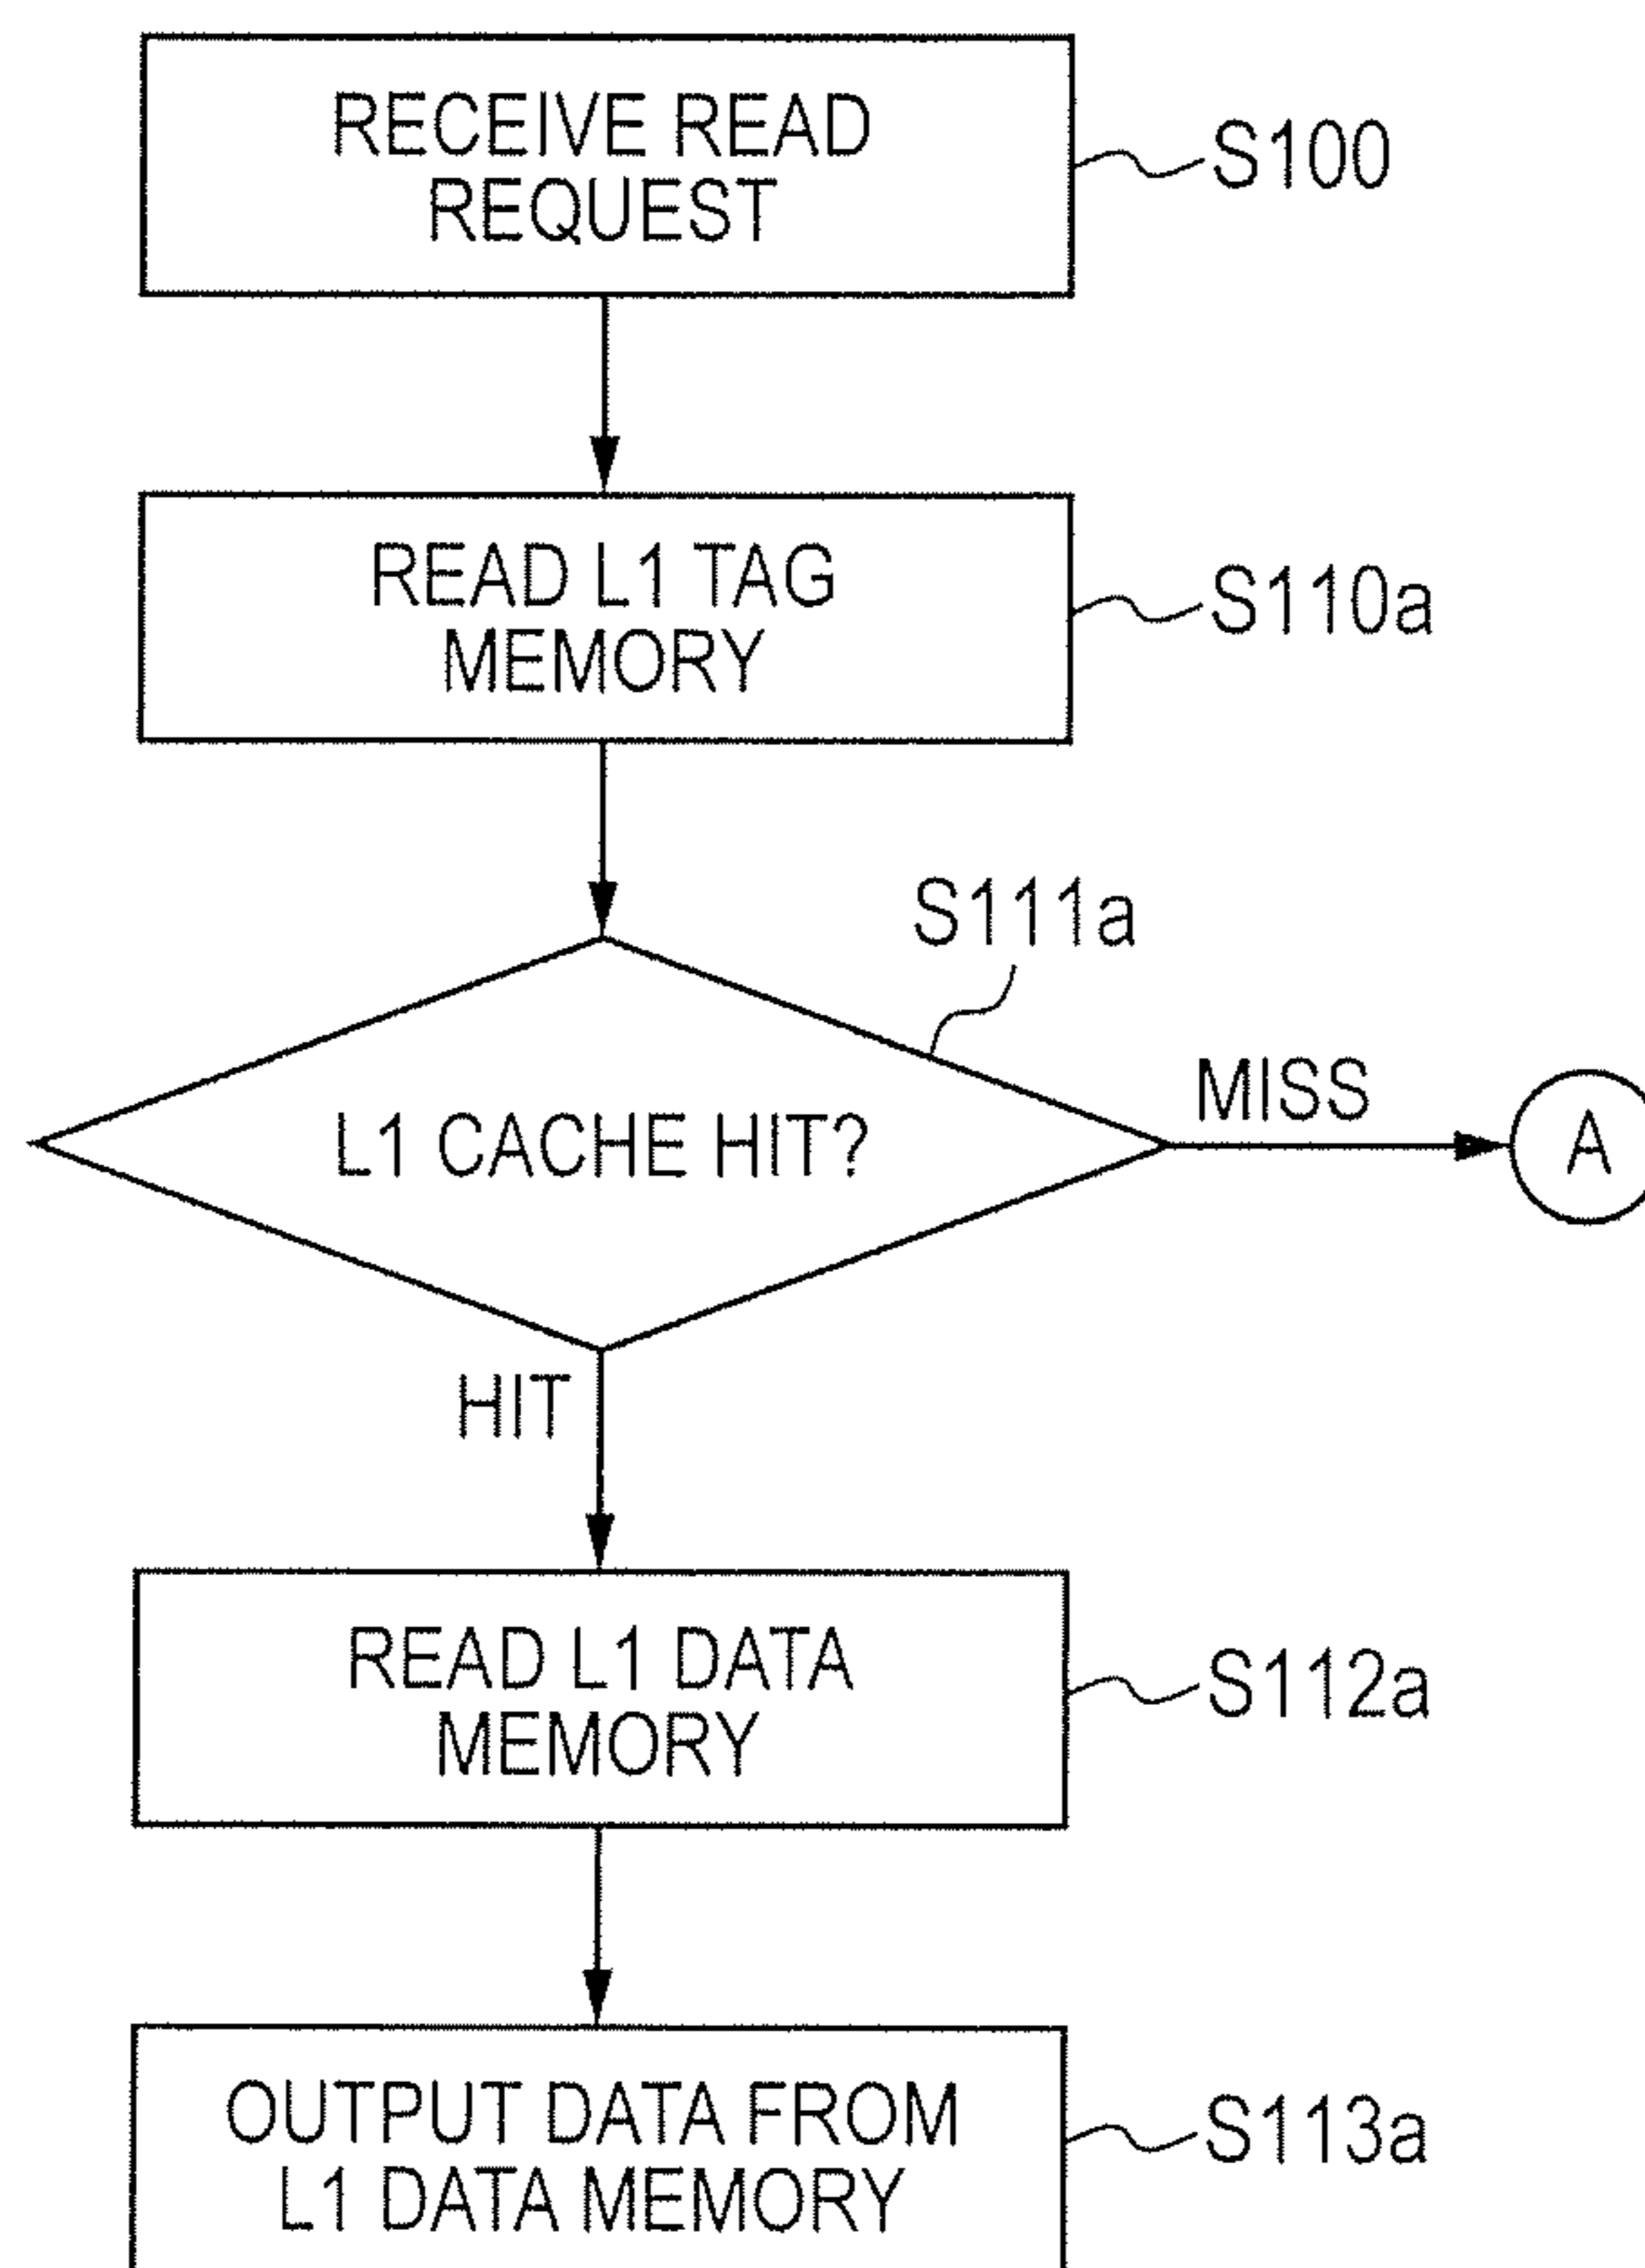 RECEIVE READ
REQUEST
S100
READ L1 TAG
MEMORY
S110a
S111a
L1 CACHE HIT?
MISS
A
HIT
READ L1 DATA
MEMORY
S112a
OUTPUT DATA FROM
L1 DATA MEMORY
S113a